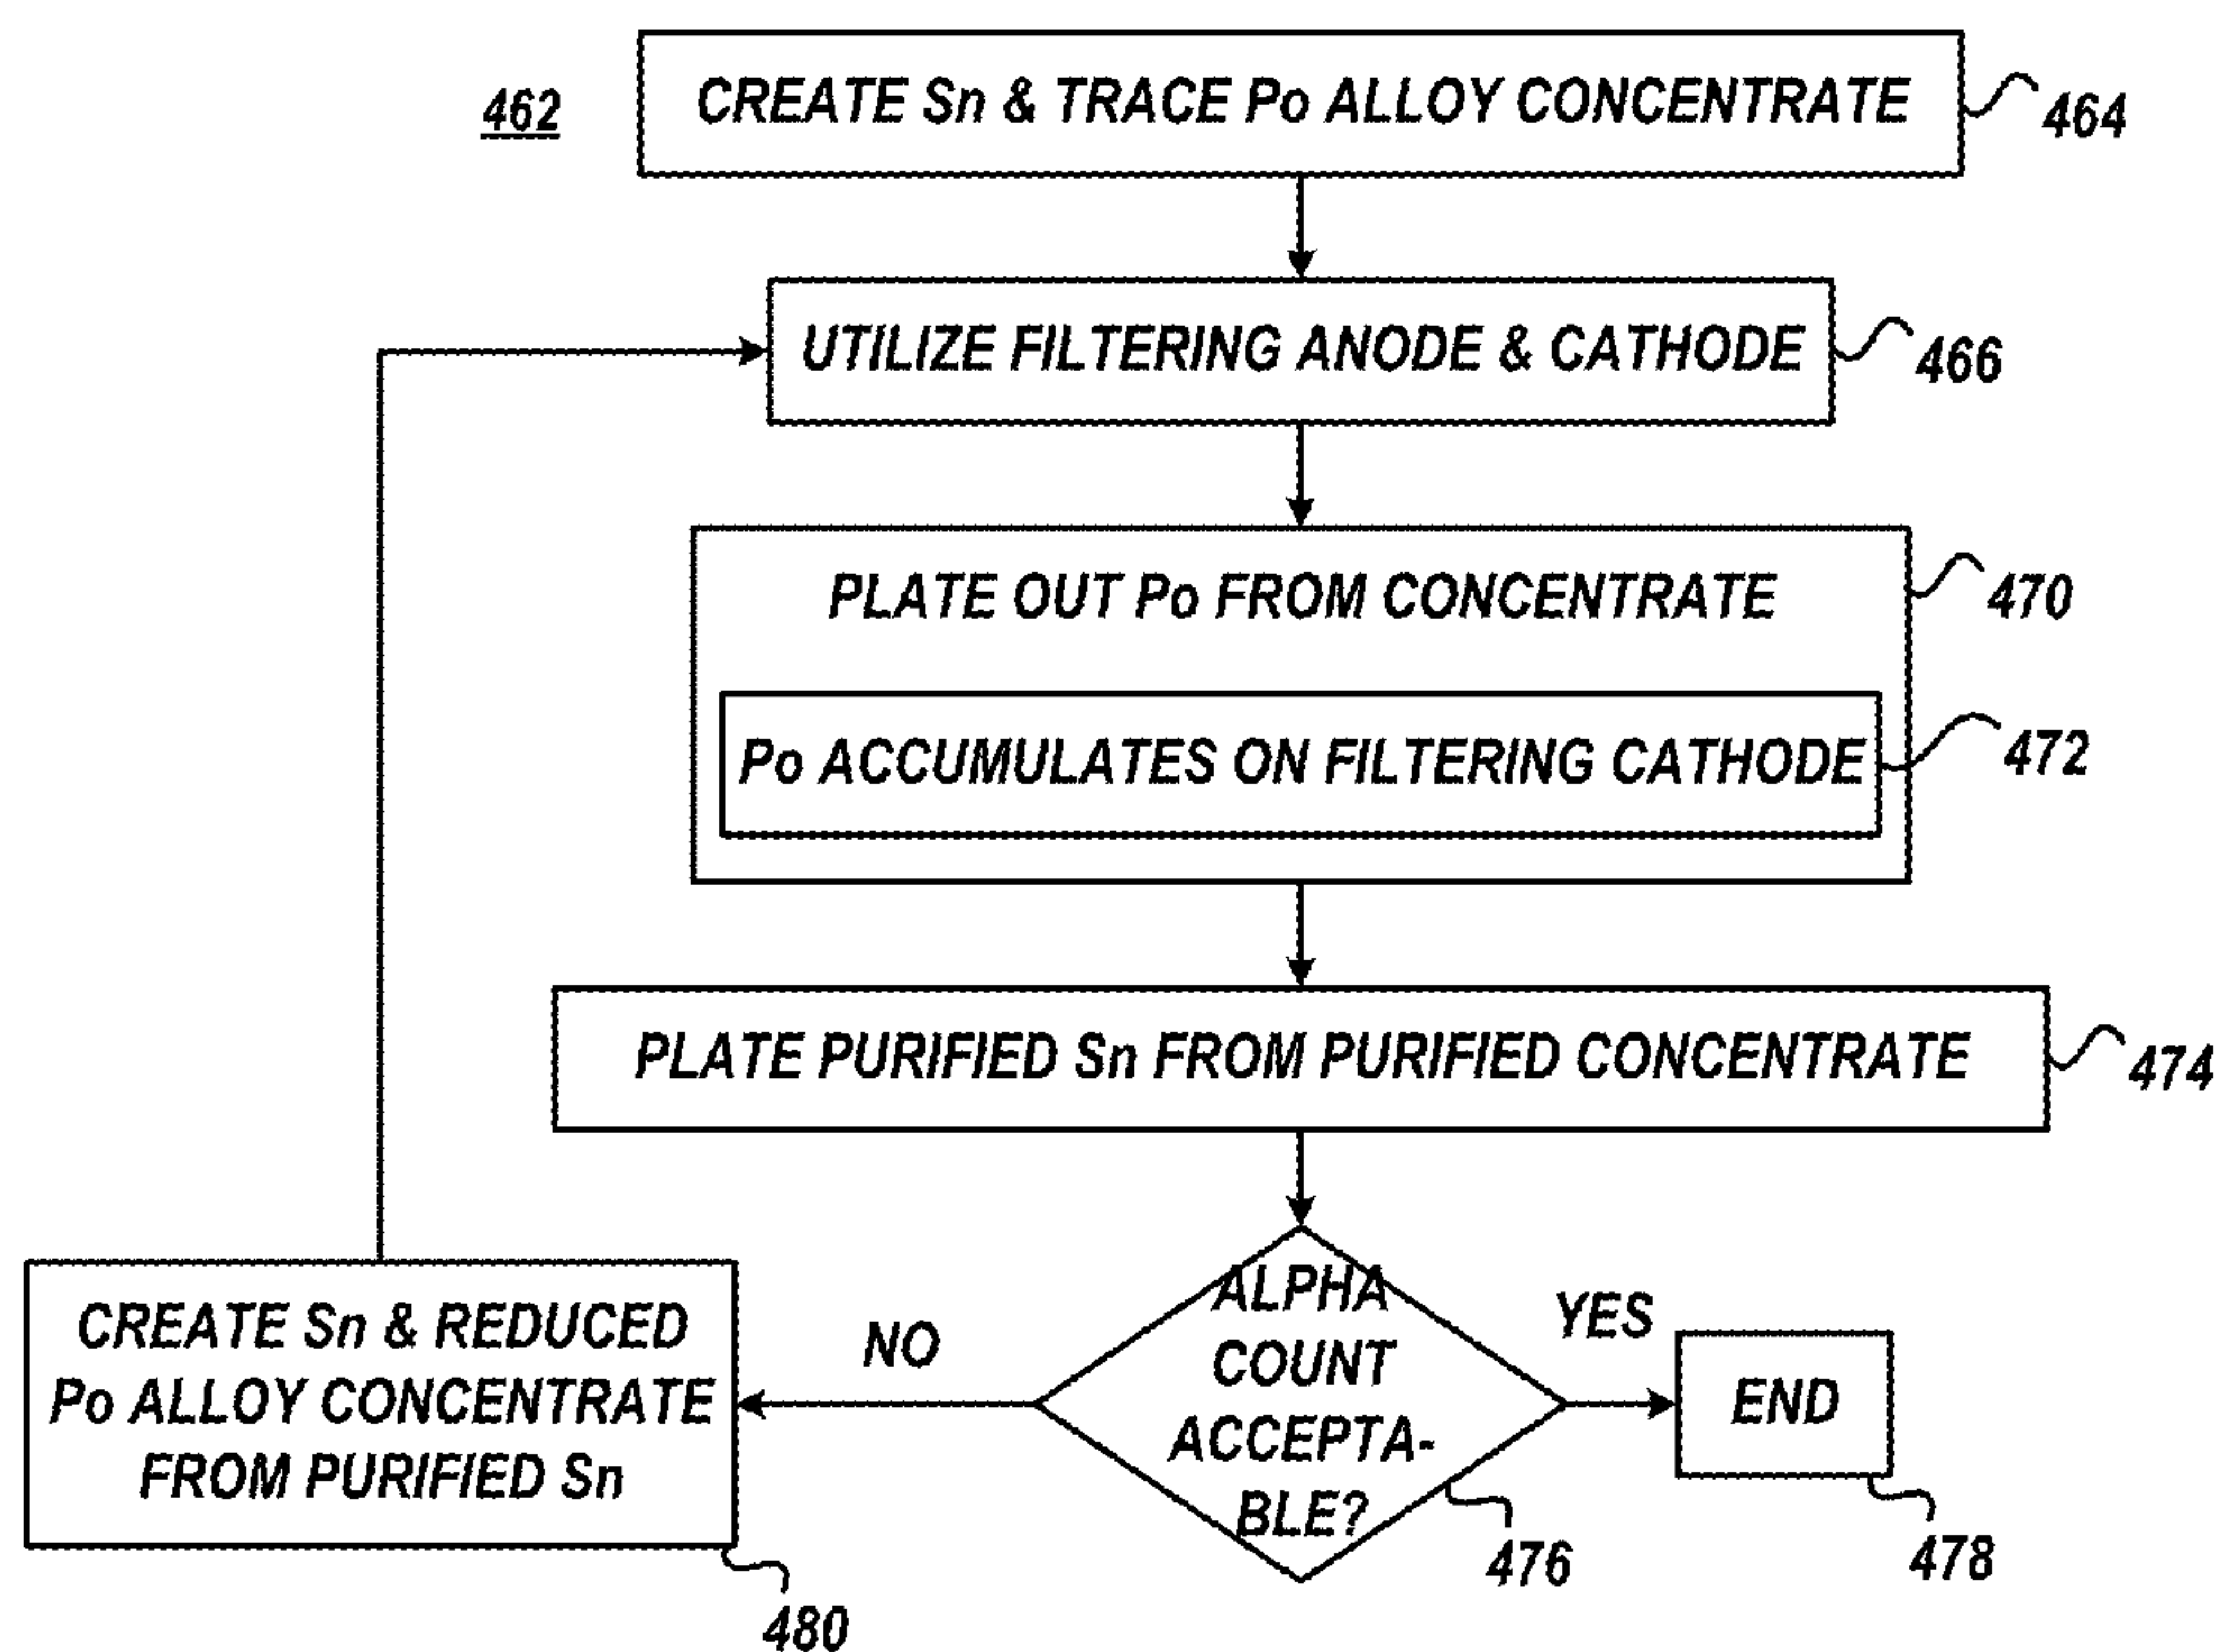 462
CREATE Sn & TRACE Po ALLOY CONCENTRATE
464
UTILIZE FILTERING ANODE & CATHODE
466
PLATE OUT Po FROM CONCENTRATE
470
Po ACCUMULATES ON FILTERING CATHODE
472
PLATE PURIFIED Sn FROM PURIFIED CONCENTRATE
474
ALPHA
COUNT
ACCEPTA-
BLE?
476
YES
END
478
NO
CREATE Sn & REDUCED
Po ALLOY CONCENTRATE
FROM PURIFIED Sn
480